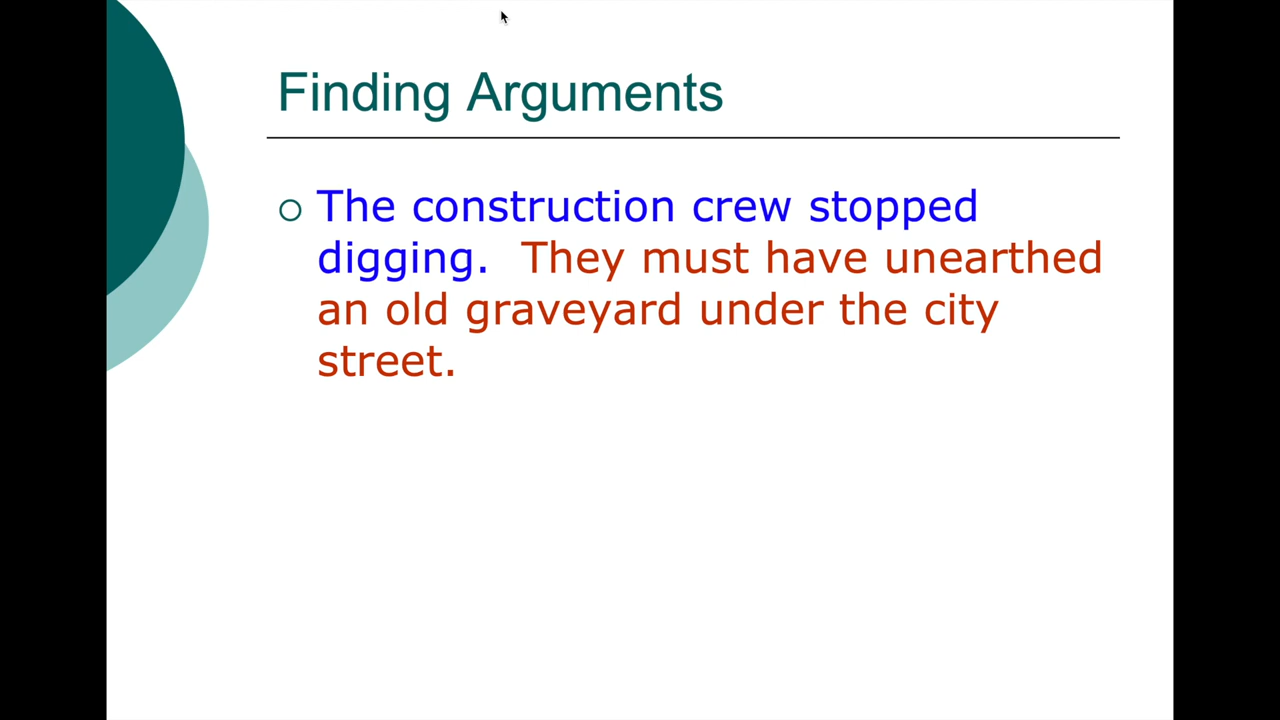 Finding Arguments
The construction crew stopped
digging.  They must have unearthed
an old graveyard under the city
street.